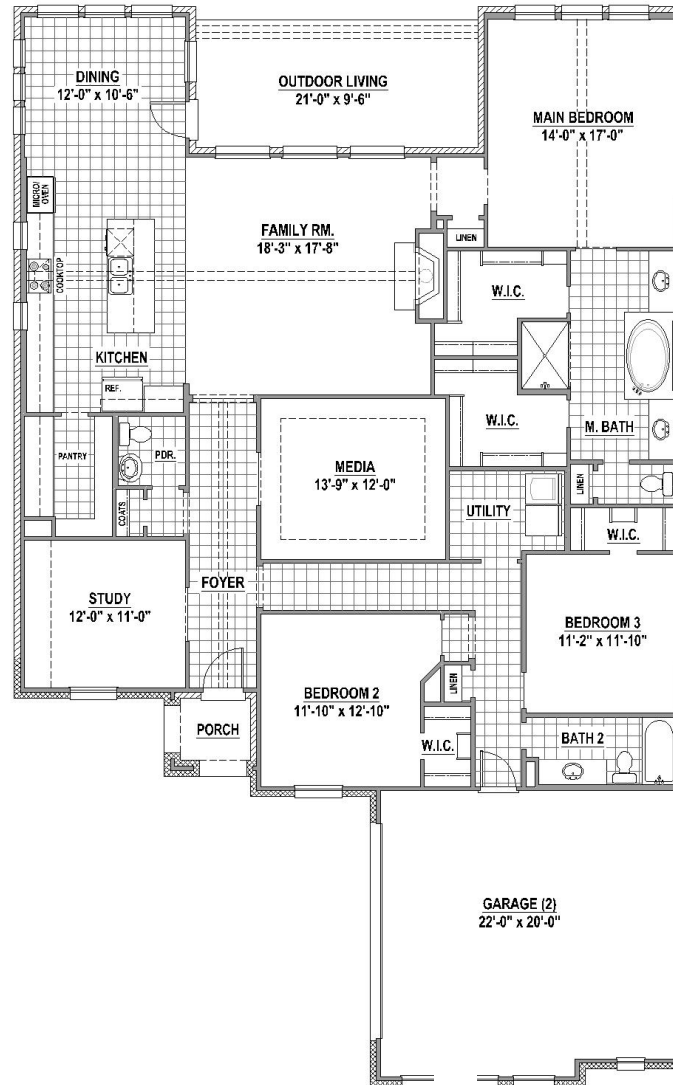 DINING
12'-0" x 10'-6"
OUTDOOR LIVING
21'-0" x 9'-6"
MAIN BEDROOM
14'-0" x 17'-0"
MICRO/
OVEN
FAMILY RM.
18'-3" x 17'-8"
LINEN
COOKTOP
W.I.C.
KITCHEN
REF.
W.I.C.
M. BATH
PANTRY
PDR.
MEDIA
13'-9" x 12'-0"
LINEN
COATS
UTILITY
W.I.C.
FOYER
STUDY
12'-0" x 11'-0"
BEDROOM 3
11'-2" x 11'-10"
BEDROOM 2
11'-10" x 12'-10"
LINEN
PORCH
W.I.C.
BATH 2
GARAGE (2)
22'-0" x 20'-0"